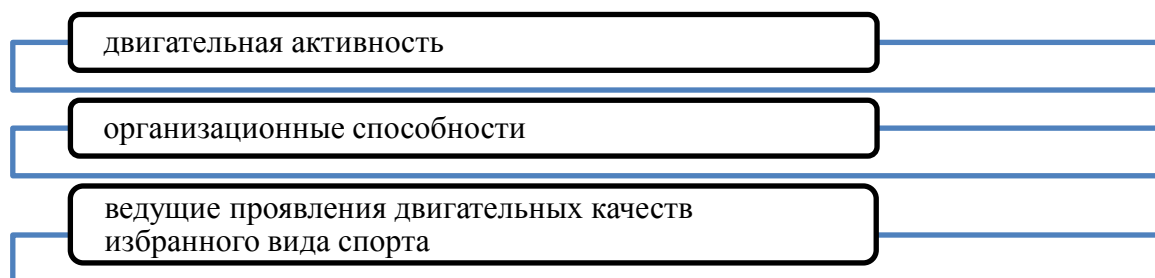 двигательная активность
организационные способности
ведущие проявления двигательных качеств
избранного вида спорта